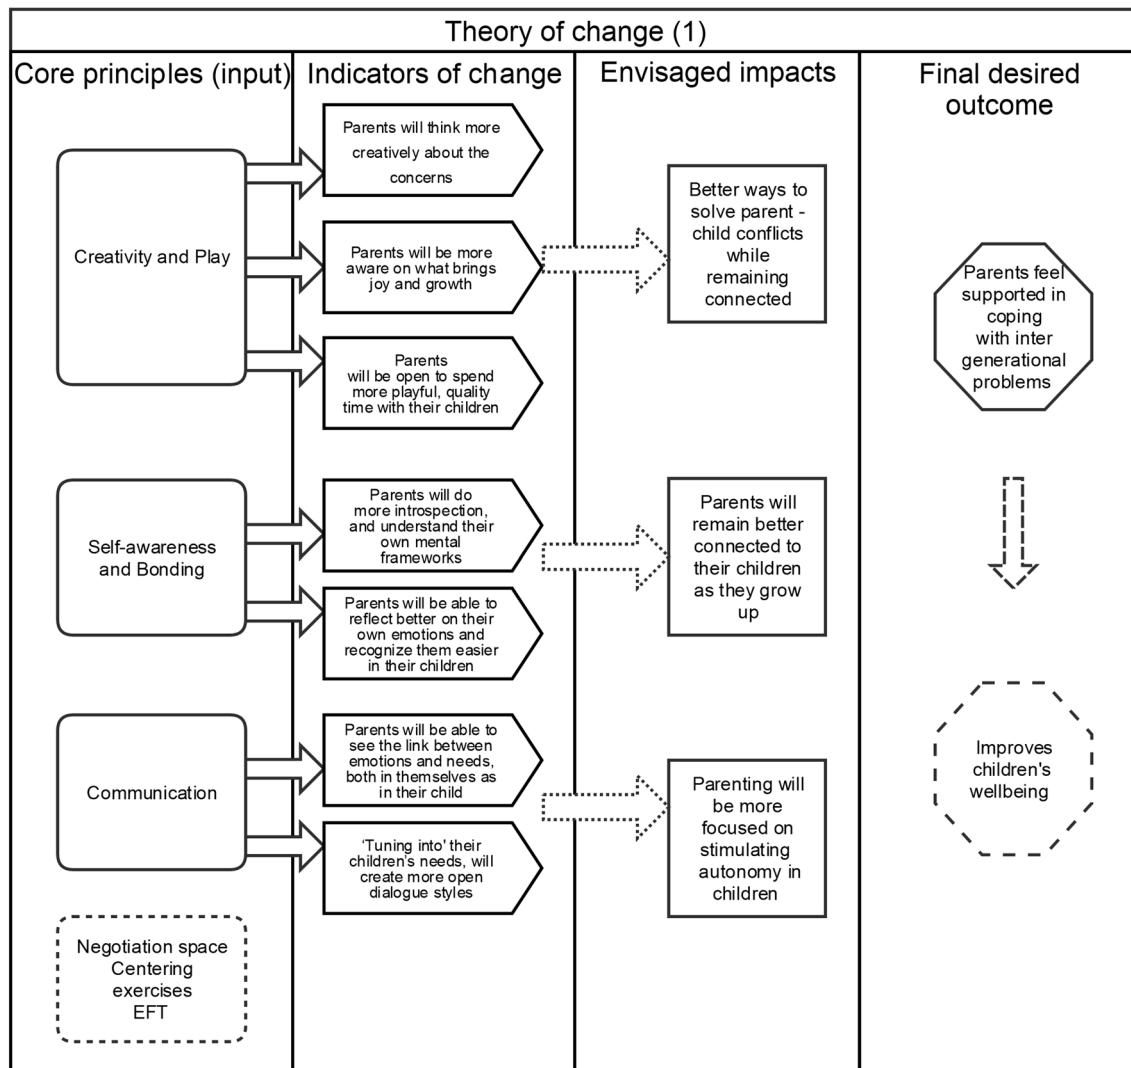 Theory of change (1)
Core principles (input)
Indicators of change
Envisaged impacts
Final desired
outcome
Creativity and Play
Parents will think more
creatively about the
concerns
Parents will be more
aware on what brings
joy and growth
Parents
will be open to spend
more playful, quality
time with their children
Better ways to
solve parent -
child conflicts
while
remaining
connected
Parents feel
supported in
coping
with inter
generational
problems
Self-awareness
and Bonding
Parents will do
more introspection,
and understand their
own mental
frameworks
Parents will be able to
reflect better on their
own emotions and
recognize them easier
in their children
Parents will
remain better
connected to
their children
as they grow
up
Communication
Parents will be able to
see the link between
emotions and needs,
both in themselves as
in their child
‘Tuning into' their
children’s needs, will
create more open
dialogue styles
Parenting will
be more
focused on
stimulating
autonomy in
children
Improves
children's
wellbeing
Negotiation space
Centering
exercises
EFT